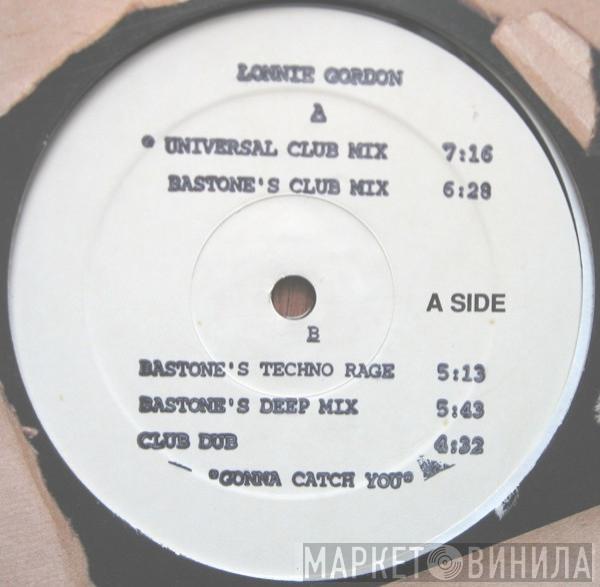 LONNIE GORDON
A
UNIVERSAL CLUB MIX 7:16
BASTONE'S CLUB MIX 6:28
A SIDE
B
BASTONE'S TECHNO RAGE 5:13
BASTONE'S DEEP MIX 5:43
CLUB DUB 4:32
"GONNA CATCH YOU"
МАРКЕТ ВИНИЛА